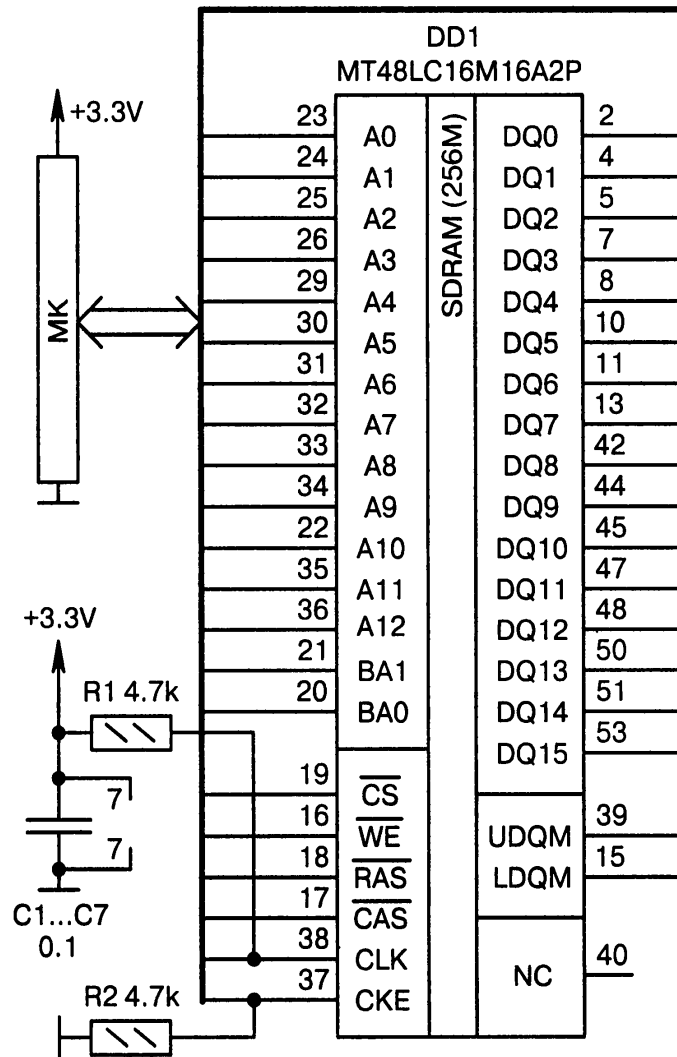 DD1
MT48LC16M16A2P
+3.3V
МК
SDRAM (256M)
23 A0 DQ0 2
24 A1 DQ1 4
25 A2 DQ2 5
26 A3 DQ3 7
29 A4 DQ4 8
30 A5 DQ5 10
31 A6 DQ6 11
32 A7 DQ7 13
33 A8 DQ8 42
34 A9 DQ9 44
22 A10 DQ10 45
35 A11 DQ11 47
36 A12 DQ12 48
21 BA1 DQ13 50
20 BA0 DQ14 51
DQ15 53
19 CS
16 WE UDQM 39
18 RAS LDQM 15
17 CAS
38 CLK
37 CKE
NC 40
+3.3V
R1 4.7k
7
7
C1...C7
0.1
R2 4.7k